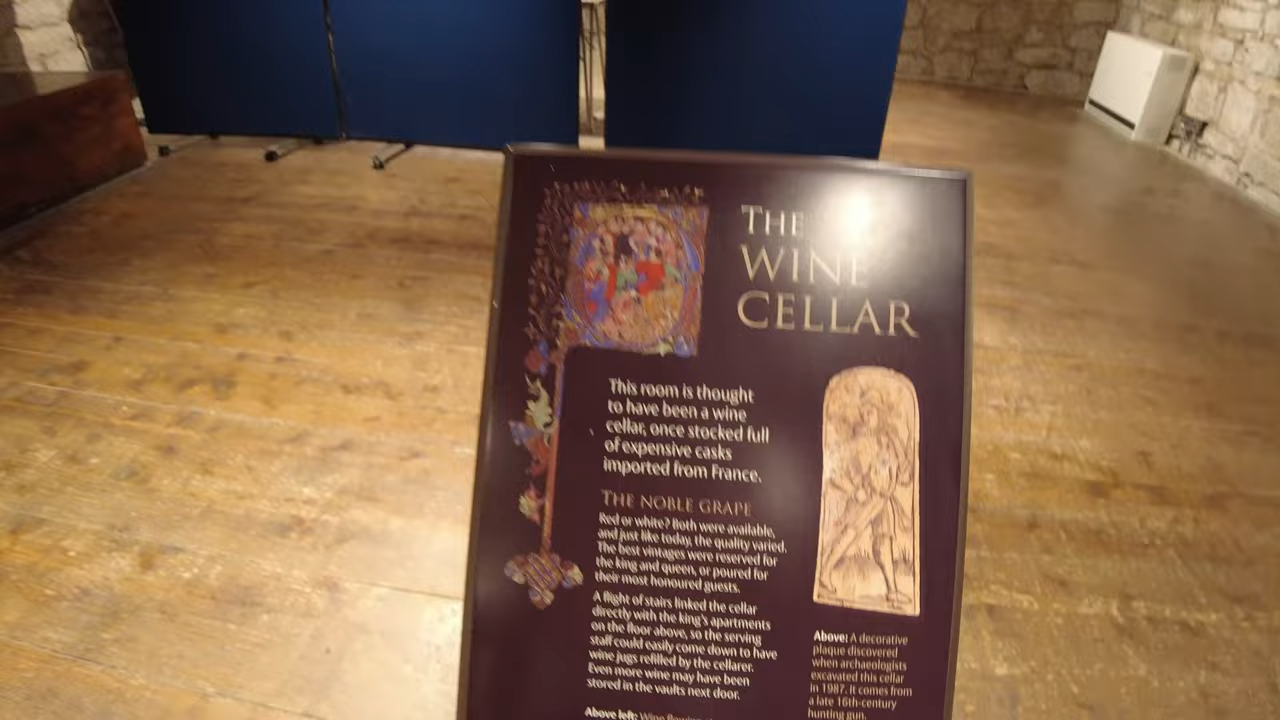 THE
WINE
CELLAR
This room is thought
to have been a wine
cellar, once stocked full
of expensive casks
imported from France.
THE NOBLE GRAPE
Red or white? Both were available,
and just like today, the quality varied.
The best vintages were reserved for
the king and queen, or poured for
their most honoured guests.
A flight of stairs linked the cellar
directly with the king's apartments
on the floor above, so the serving
staff could easily come down to have
wine jugs refilled by the cellarer.
Even more wine may have been
stored in the vaults next door.
Above left: Wine
Above: A decorative
plaque discovered
when archaeologists
excavated this cellar
in 1987. It comes from
a late 16th-century
hunting gun.